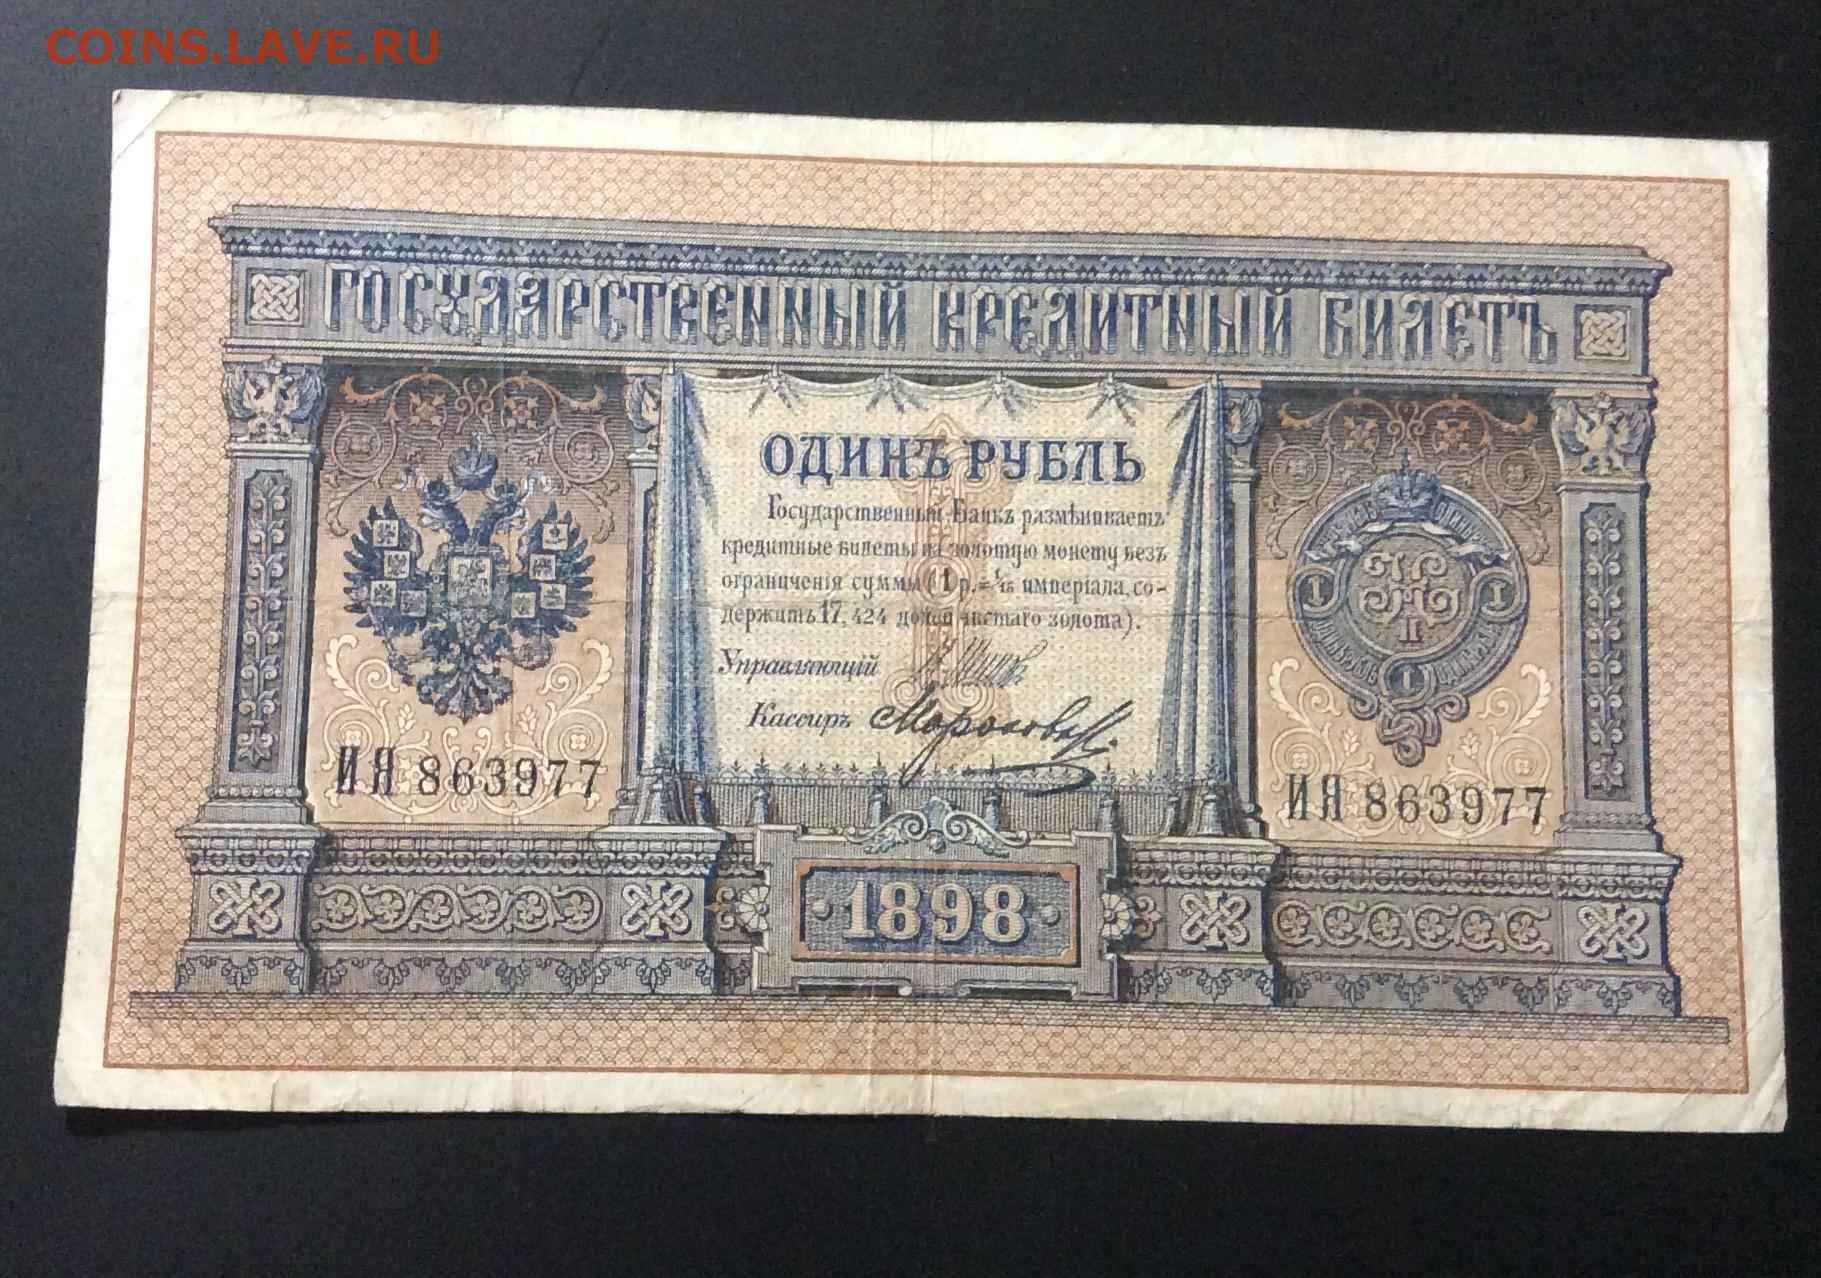 COINS.LAVE.RU
ГОСУДАРСТВЕННЫЙ КРЕДИТНЫЙ БИЛЕТЪ
ОДИНЪ РУБЛЬ
Государственный Банкъ размѣниваетъ
кредитные билеты на золотую монету безъ
ограниченія суммы (1 р. = 1/15 имперіала, со-
держитъ 17,424 долей чистаго золота).
Управляющій
Кассиръ
ИЯ 863977
ИЯ 863977
1898